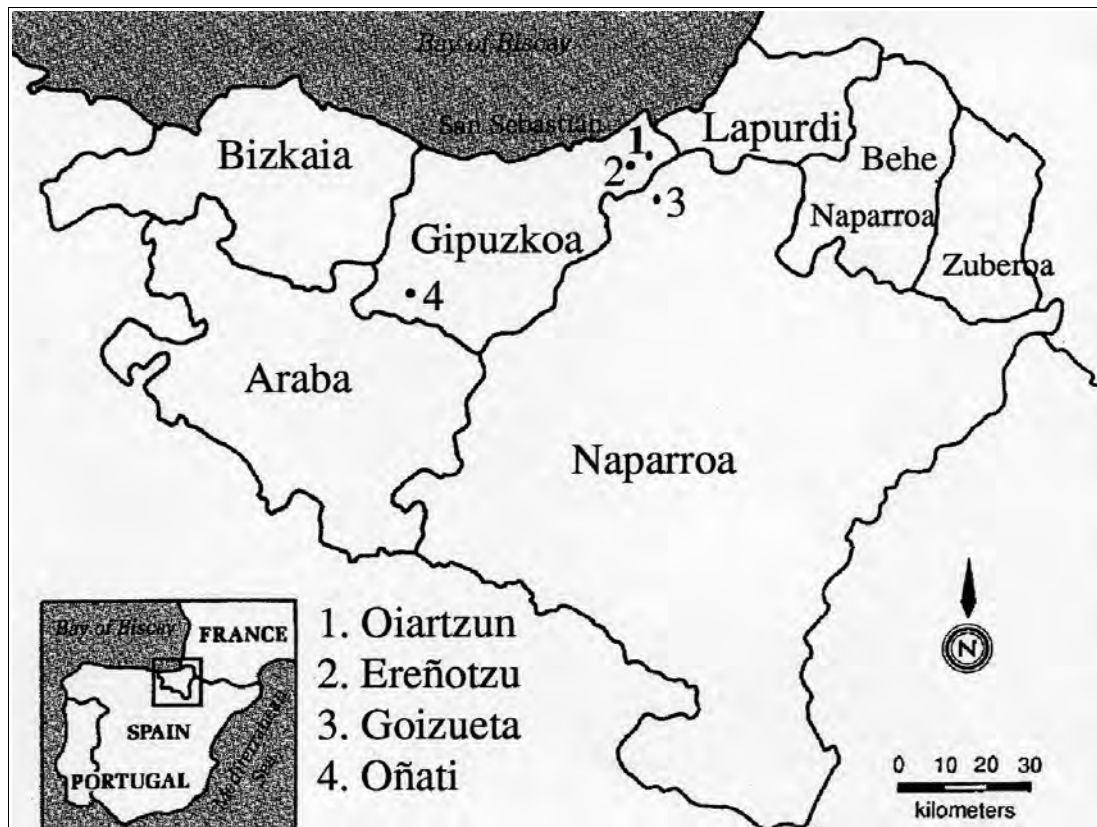 Bay of Biscay
San Sebastián
Bizkaia
Lapurdi
Behe
Naparroa
Zuberoa
1
2
3
Gipuzkoa
4
Araba
Naparroa
Bay of Biscay
FRANCE
SPAIN
PORTUGAL
Mediterranean
Sea
1. Oiartzun
2. Ereñotzu
3. Goizueta
4. Oñati
N
0 10 20 30
kilometers